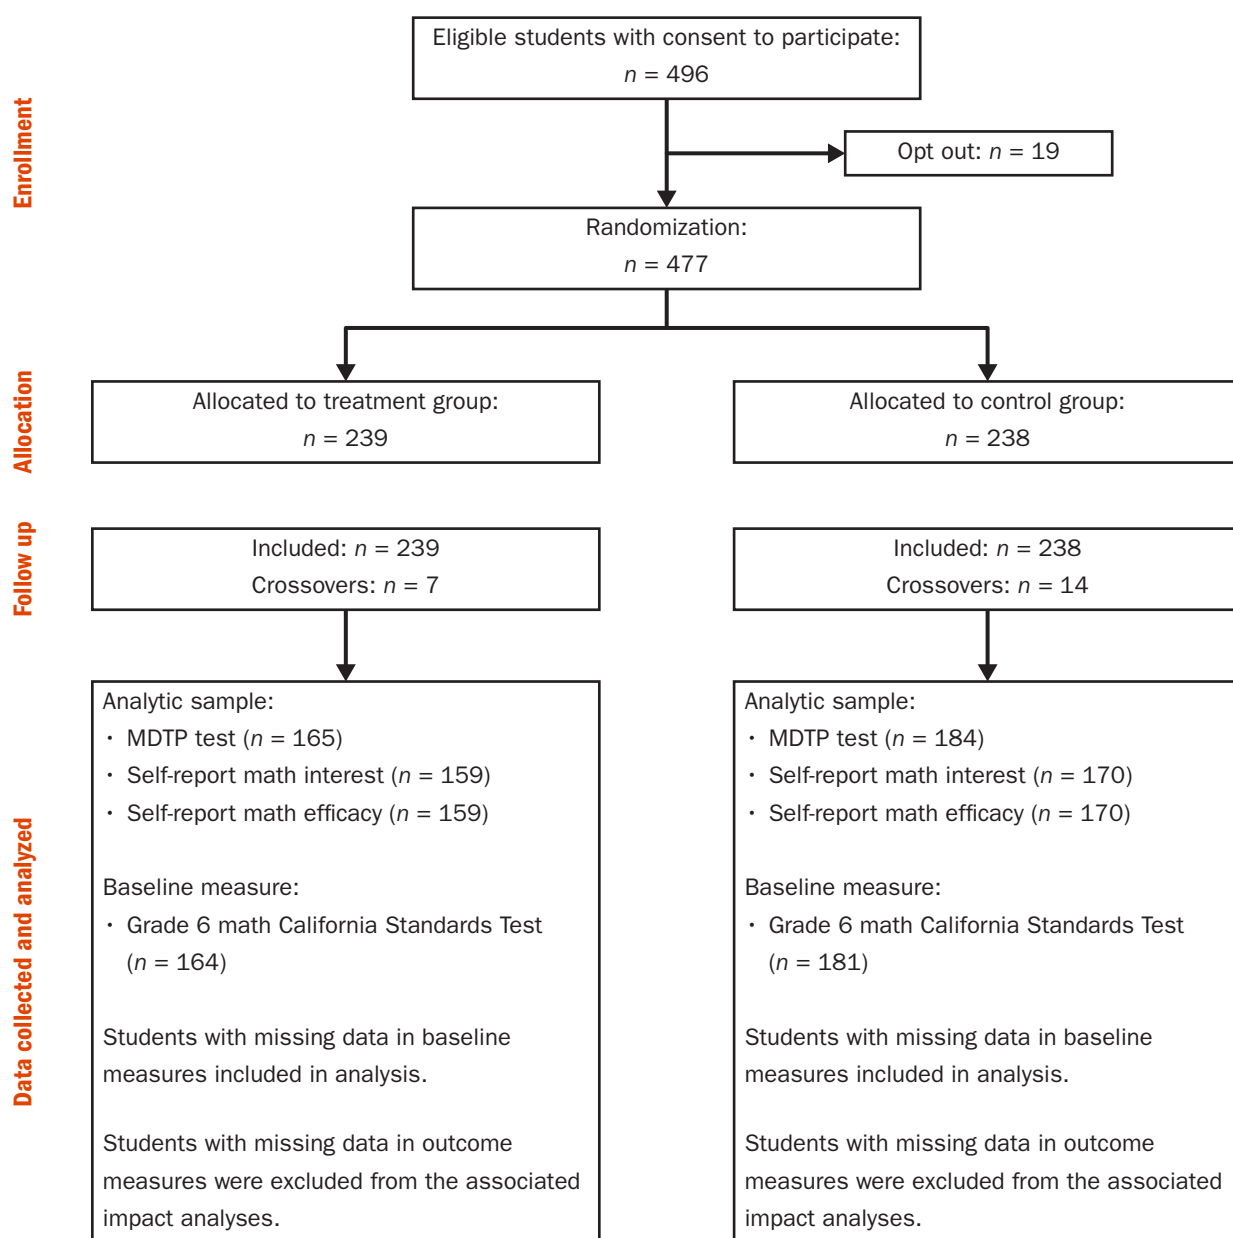 Enrollment
Eligible students with consent to participate:
n = 496
Opt out: n = 19
Randomization:
n = 477
Allocation
Allocated to treatment group:
n = 239
Allocated to control group:
n = 238
Follow up
Included: n = 239
Crossovers: n = 7
Included: n = 238
Crossovers: n = 14
Data collected and analyzed
Analytic sample:
· MDTP test (n = 165)
· Self-report math interest (n = 159)
· Self-report math efficacy (n = 159)
Baseline measure:
· Grade 6 math California Standards Test
(n = 164)
Students with missing data in baseline
measures included in analysis.
Students with missing data in outcome
measures were excluded from the associated
impact analyses.
Analytic sample:
· MDTP test (n = 184)
· Self-report math interest (n = 170)
· Self-report math efficacy (n = 170)
Baseline measure:
· Grade 6 math California Standards Test
(n = 181)
Students with missing data in baseline
measures included in analysis.
Students with missing data in outcome
measures were excluded from the associated
impact analyses.